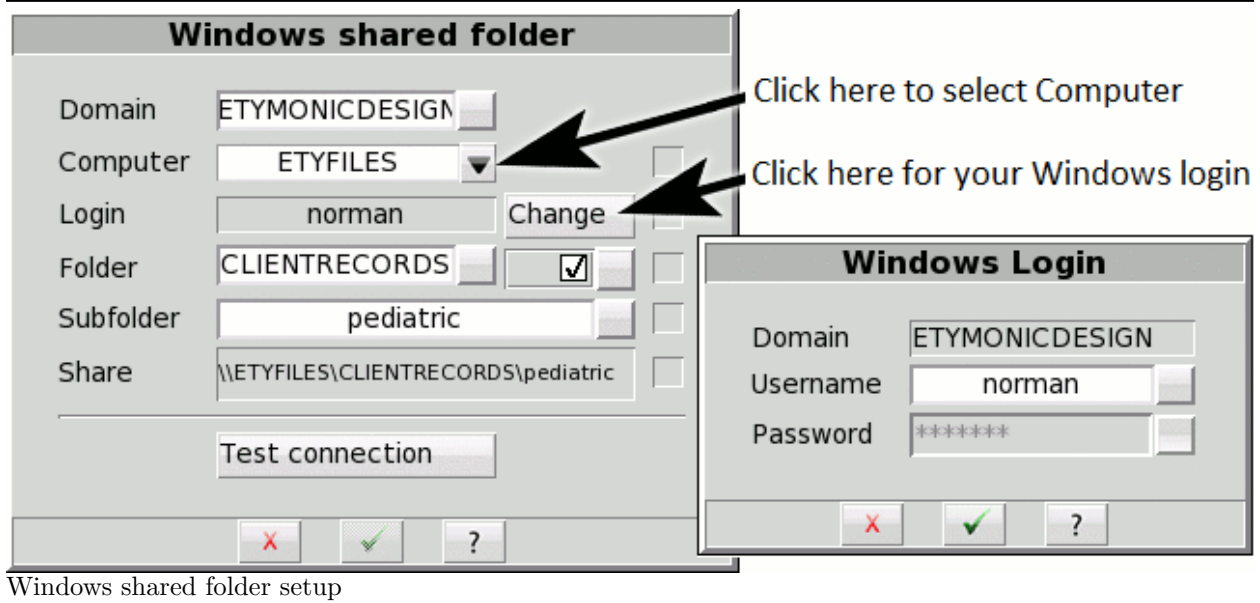 Windows shared folder
Domain ETYMONICDESIGN
Click here to select Computer
Computer ETYFILES
Click here for your Windows login
Login norman Change
Folder CLIENTRECORDS
Subfolder pediatric
Share \\ETYFILES\CLIENTRECORDS\pediatric
Test connection
X ?
Windows Login
Domain ETYMONICDESIGN
Username norman
Password *******
X ?
Windows shared folder setup